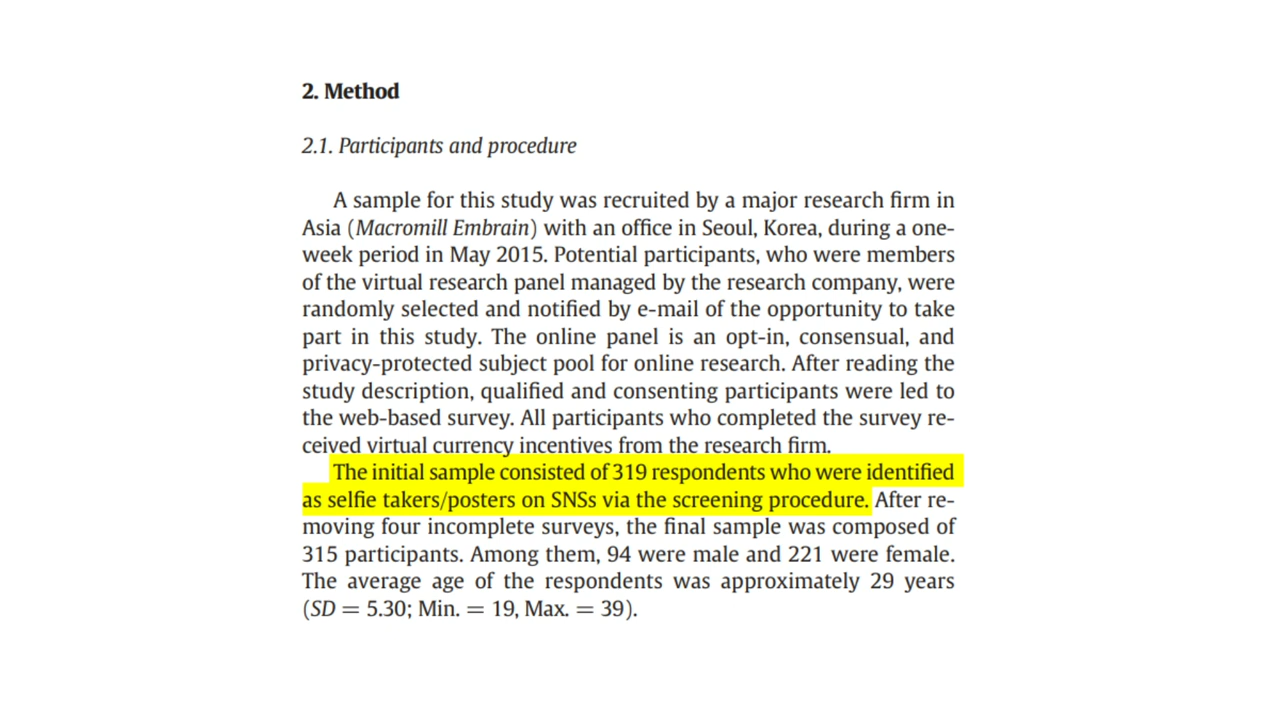 2. Method
2.1. Participants and procedure
A sample for this study was recruited by a major research firm in
Asia (Macromill Embrain) with an office in Seoul, Korea, during a one-
week period in May 2015. Potential participants, who were members
of the virtual research panel managed by the research company, were
randomly selected and notified by e-mail of the opportunity to take
part in this study. The online panel is an opt-in, consensual, and
privacy-protected subject pool for online research. After reading the
study description, qualified and consenting participants were led to
the web-based survey. All participants who completed the survey re-
ceived virtual currency incentives from the research firm.
The initial sample consisted of 319 respondents who were identified
as selfie takers/posters on SNSs via the screening procedure. After re-
moving four incomplete surveys, the final sample was composed of
315 participants. Among them, 94 were male and 221 were female.
The average age of the respondents was approximately 29 years
(SD = 5.30; Min. = 19, Max. = 39).